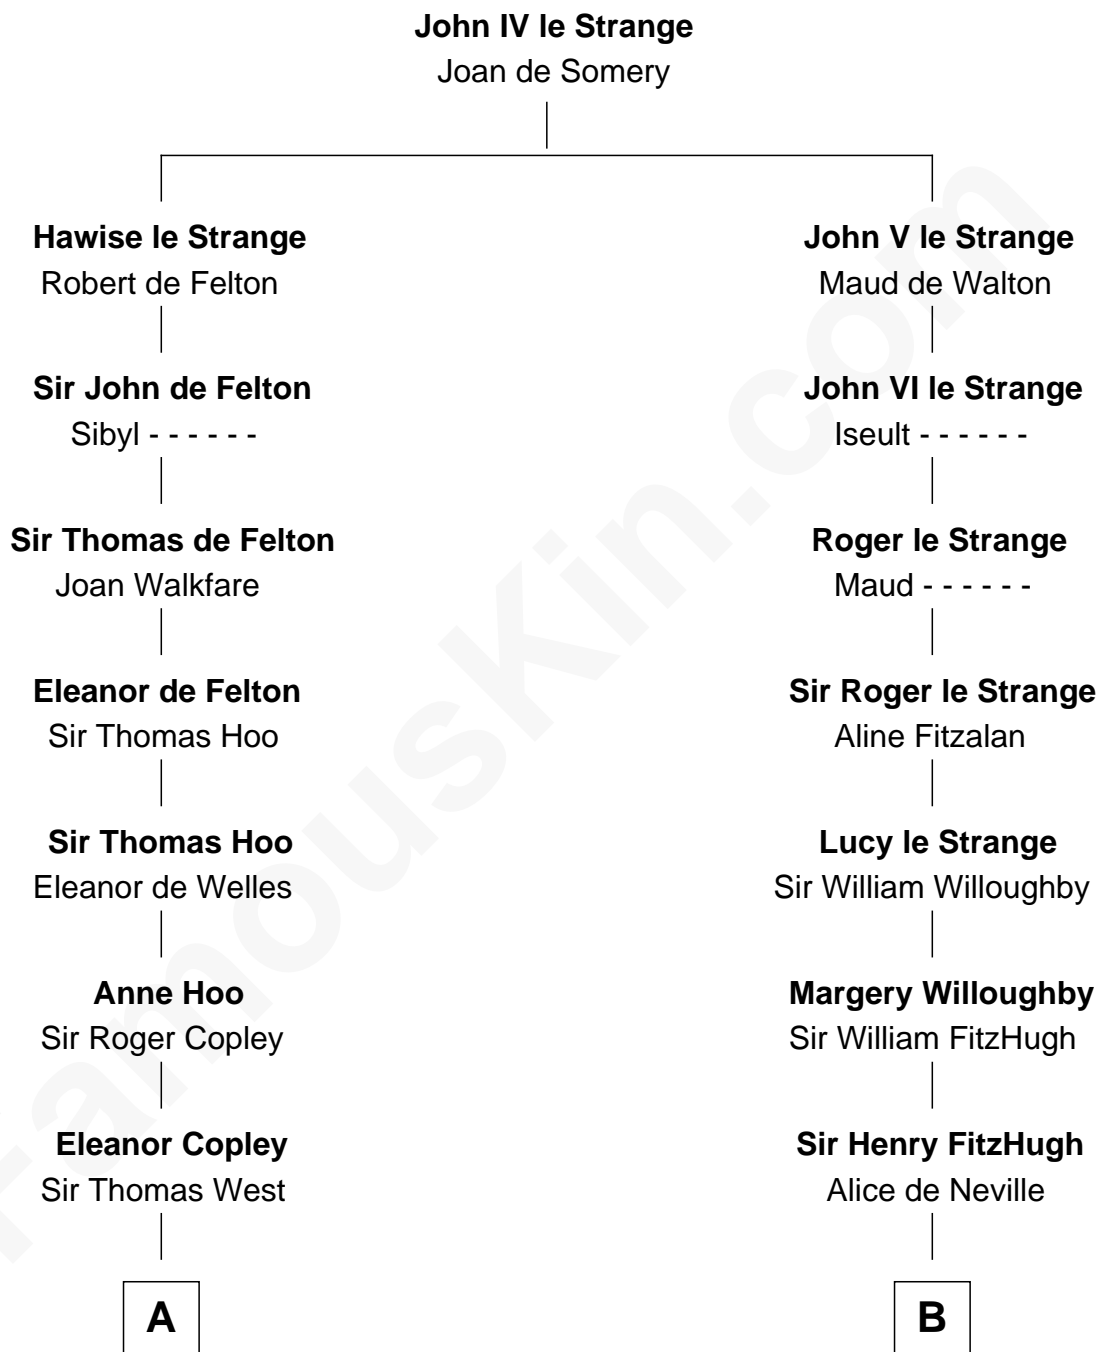 John IV le Strange
Joan de Somery
Hawise le Strange
Robert de Felton
John V le Strange
Maud de Walton
Sir John de Felton
Sibyl - - - - - -
John VI le Strange
Iseult - - - - - -
Sir Thomas de Felton
Joan Walkfare
Roger le Strange
Maud - - - - - -
Eleanor de Felton
Sir Thomas Hoo
Sir Roger le Strange
Aline Fitzalan
Sir Thomas Hoo
Eleanor de Welles
Lucy le Strange
Sir William Willoughby
Anne Hoo
Sir Roger Copley
Margery Willoughby
Sir William FitzHugh
Eleanor Copley
Sir Thomas West
Sir Henry FitzHugh
Alice de Neville
A
B
FamousKin.com